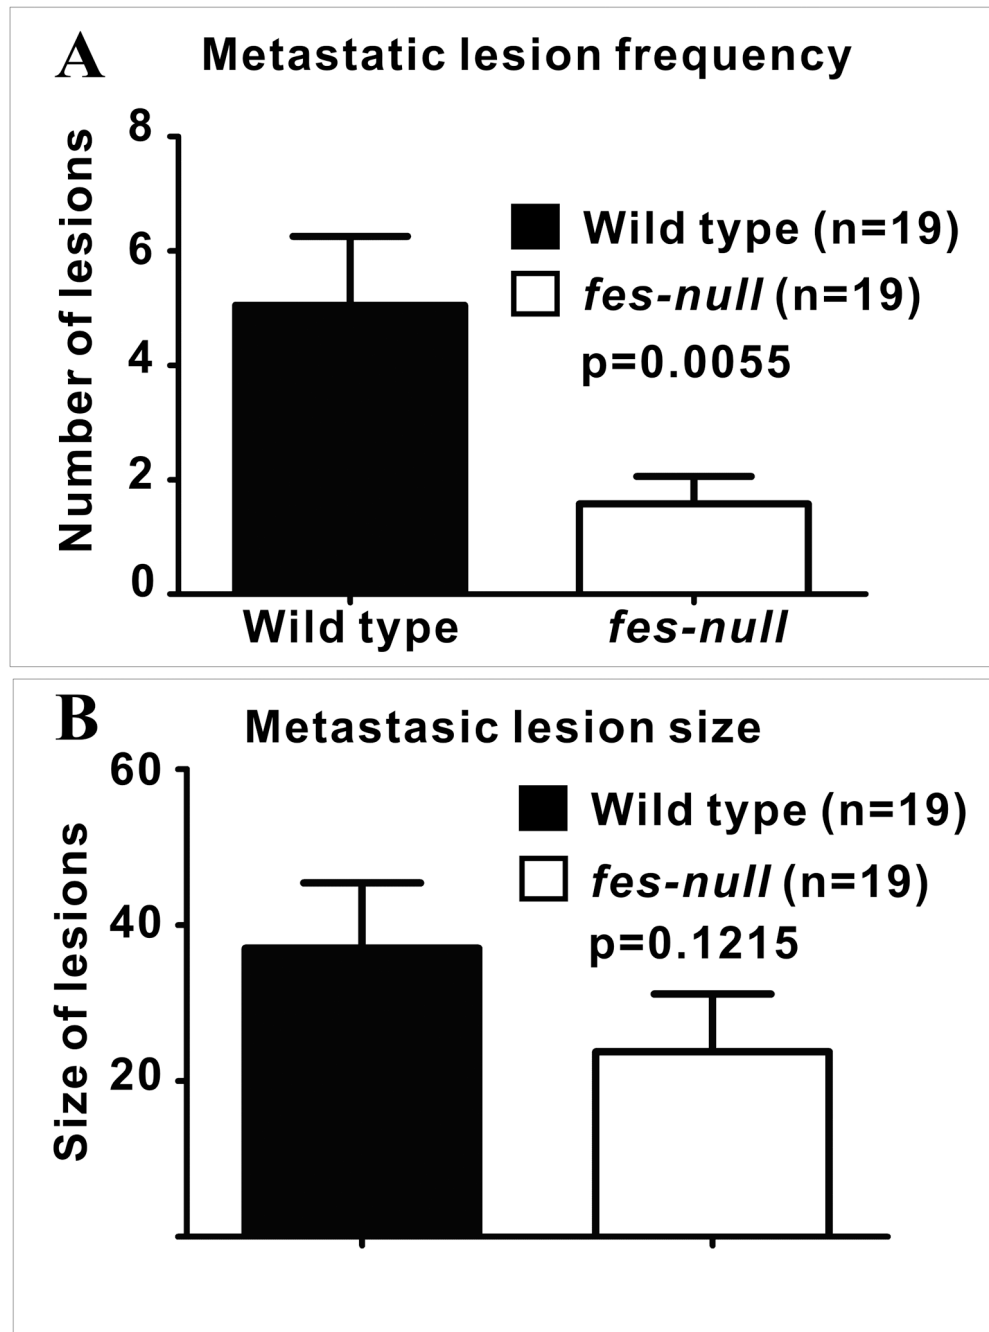 A
Metastatic lesion frequency
Number of lesions
8
6
4
2
0
Wild type (n=19)
fes-null (n=19)
p=0.0055
Wild type
fes-null
B
Metastasic lesion size
Size of lesions
60
40
20
Wild type (n=19)
fes-null (n=19)
p=0.1215